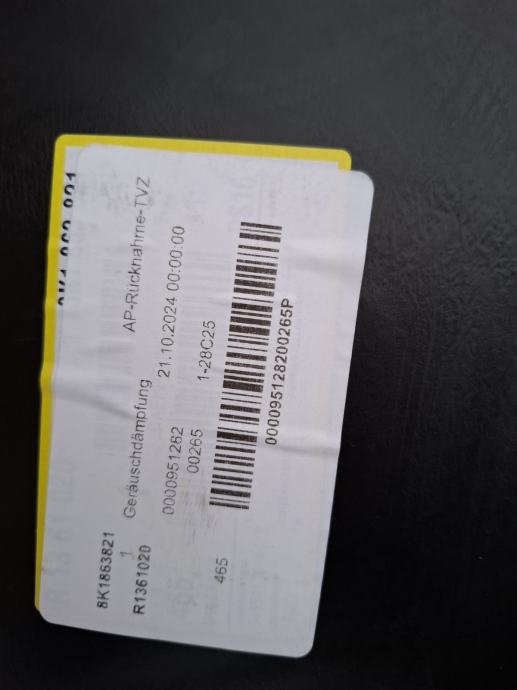 8K1863821
1 Geräuschdämpfung AP-Rücknahme-TVZ
R1361020
0000951282 21.10.2024 00:00:00
00265 1-28C25
465
000095128200265P